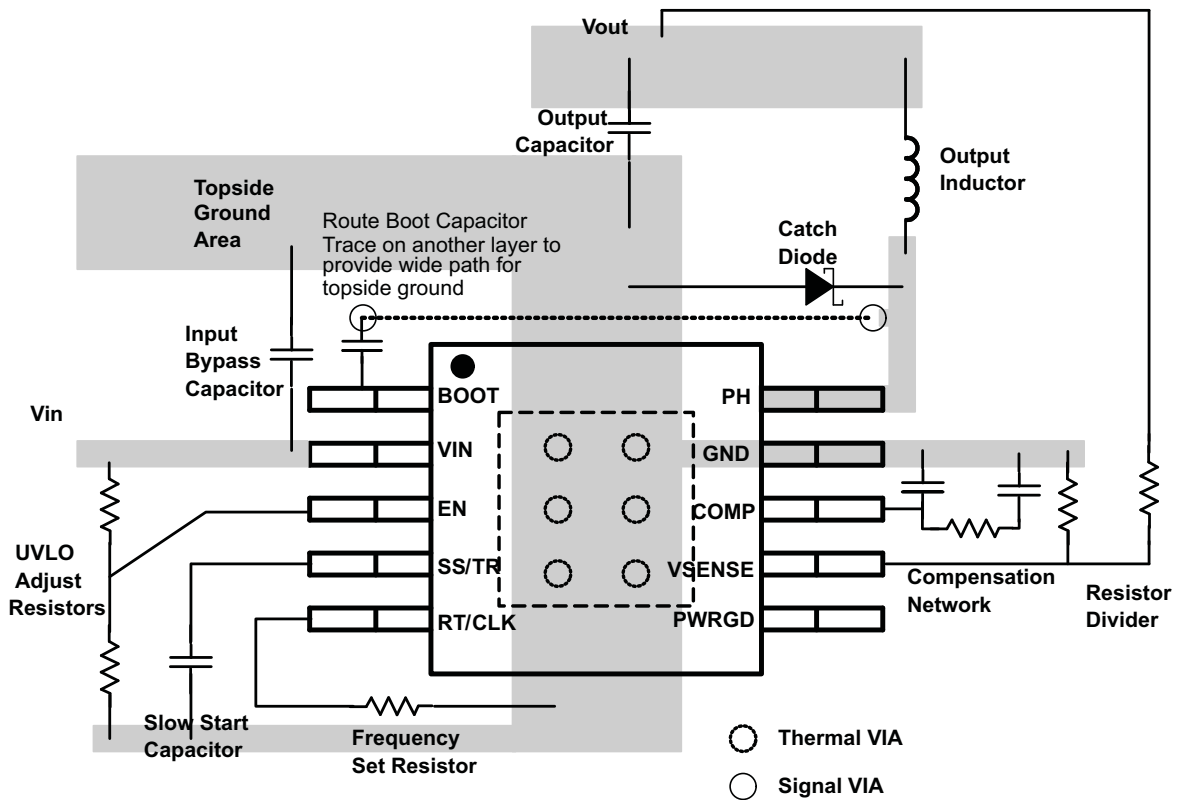 Vout
Output
Capacitor
Output
Inductor
Topside
Ground
Area
Route Boot Capacitor
Trace on another layer to
provide wide path for
topside ground
Catch
Diode
Input
Bypass
Capacitor
Vin
BOOT
VIN
EN
SS/TR
RT/CLK
PH
GND
COMP
VSENSE
PWRGD
UVLO
Adjust
Resistors
Compensation
Network
Resistor
Divider
Slow Start
Capacitor
Frequency
Set Resistor
Thermal VIA
Signal VIA